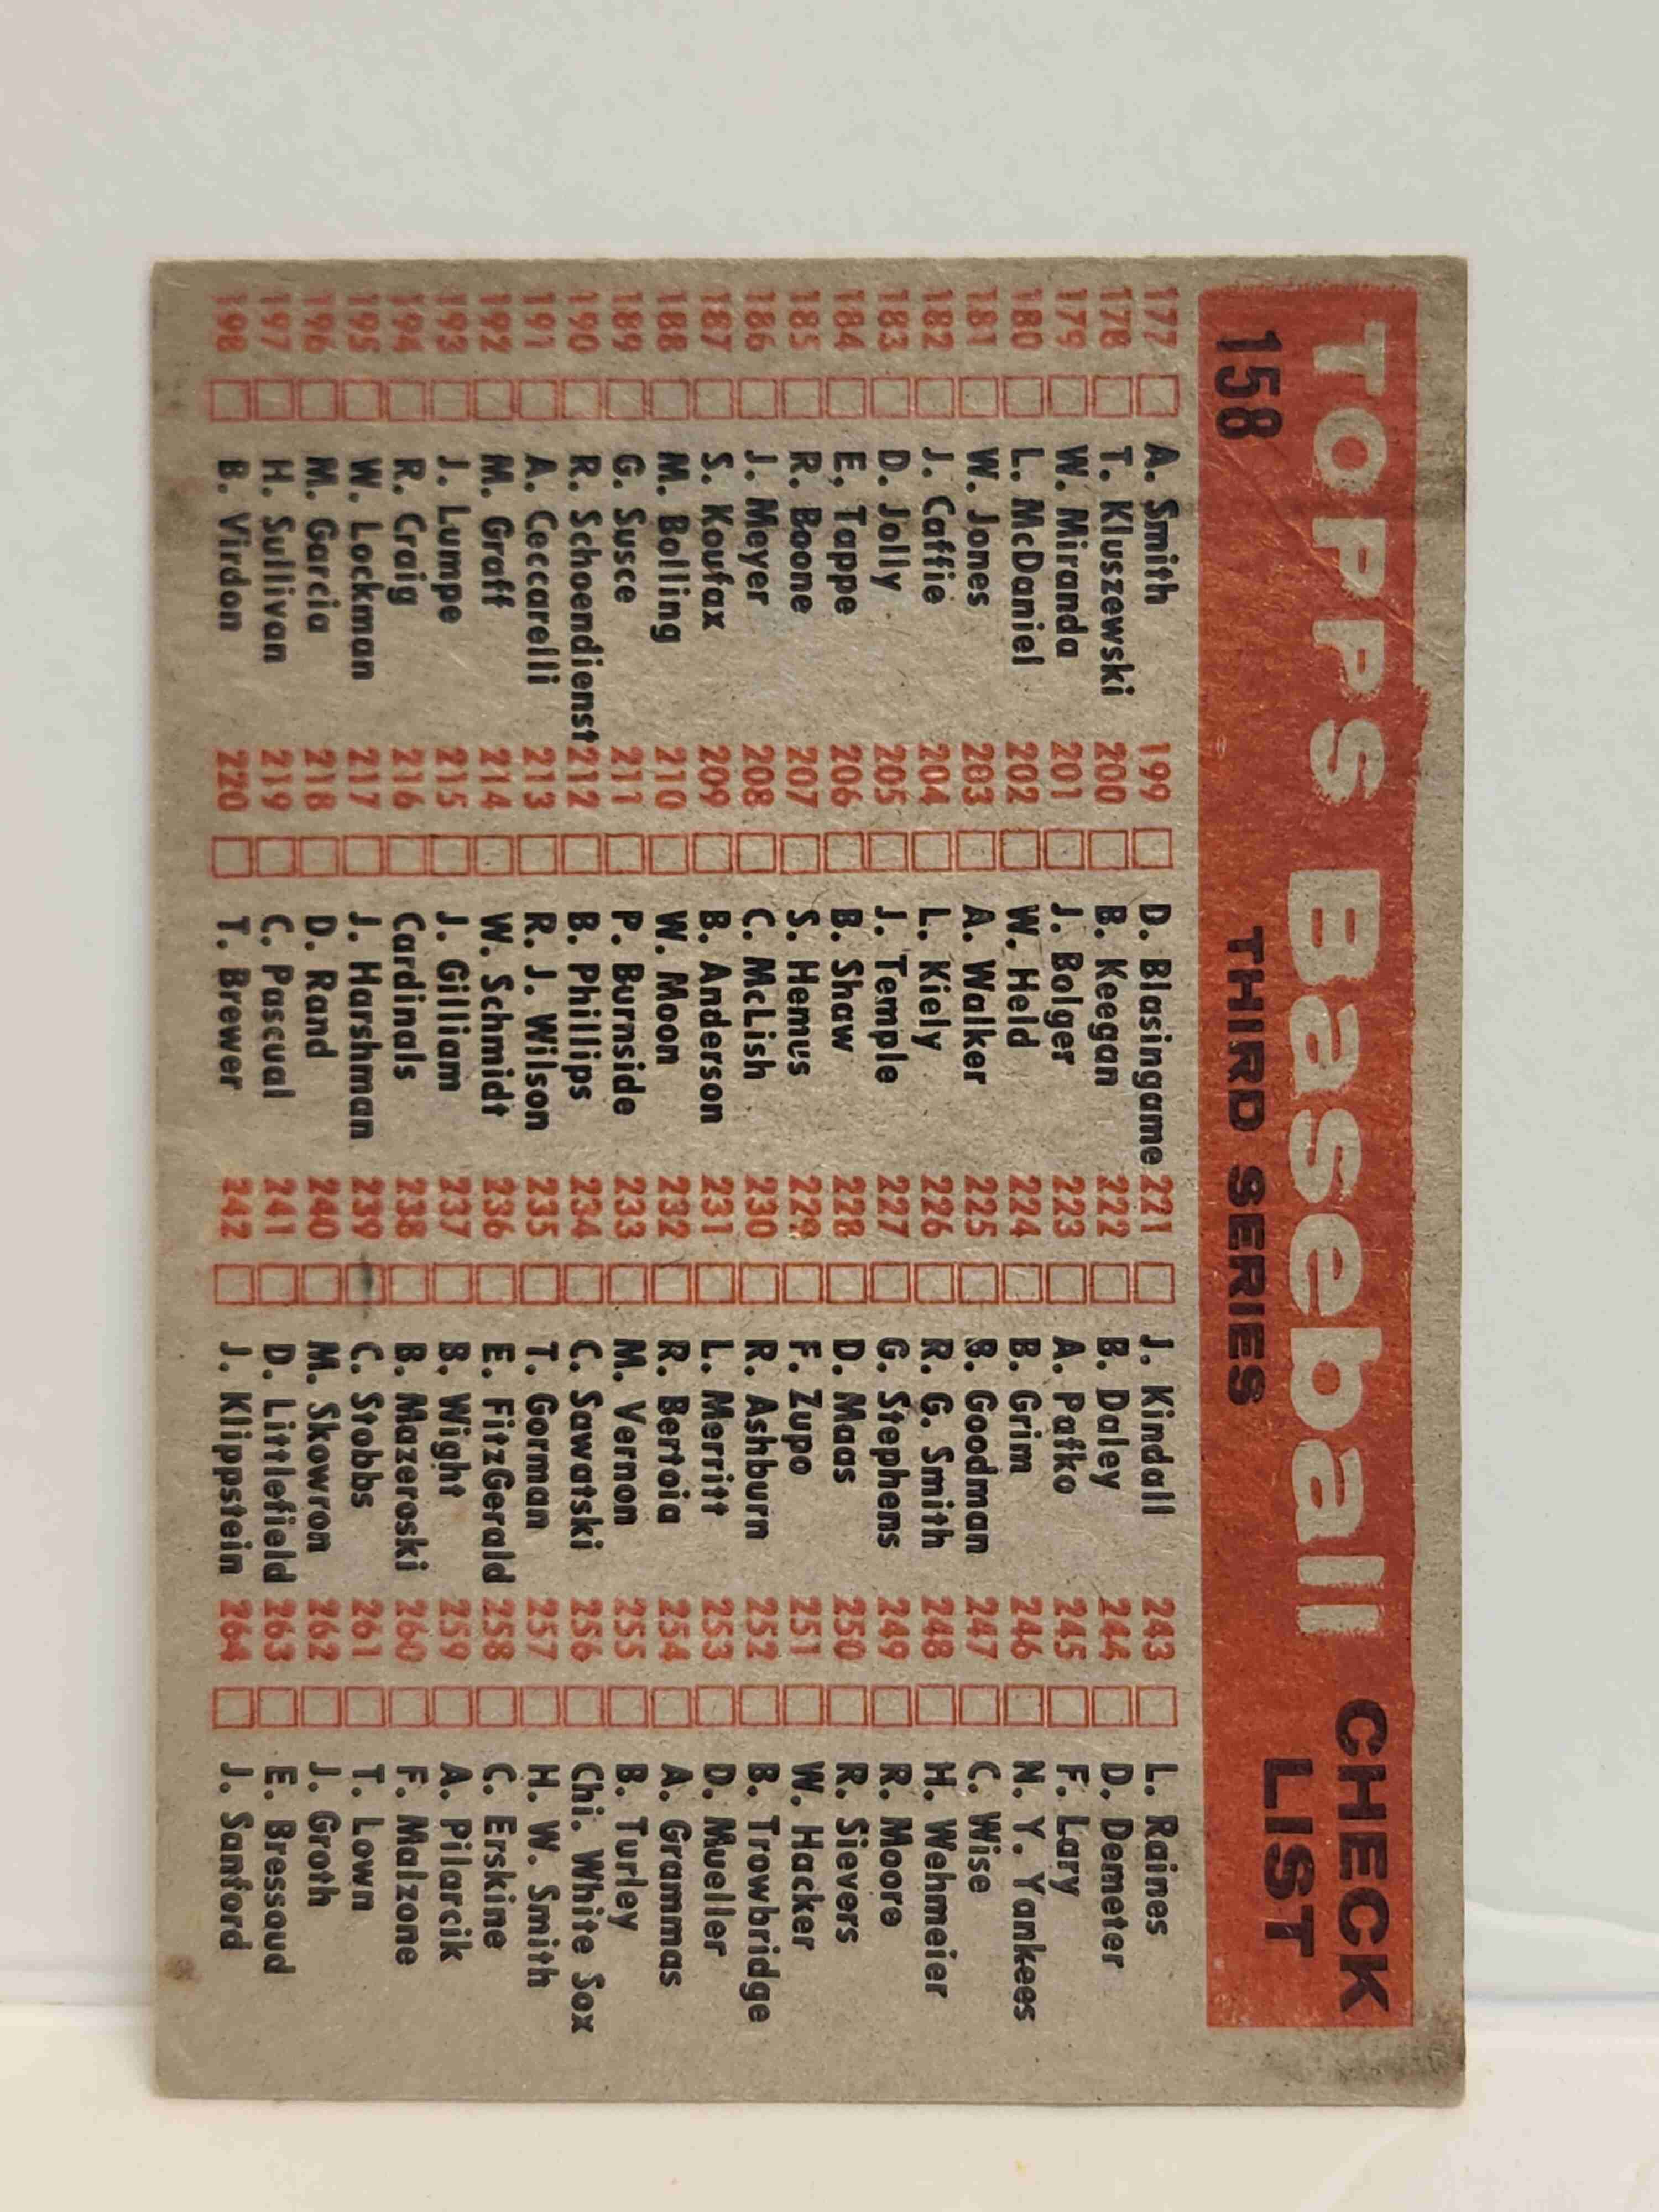 TOPPS Baseball CHECK LIST
158 THIRD SERIES
177 A. Smith
178 T. Kluszewski
179 W. Miranda
180 L. McDaniel
181 W. Jones
182 J. Caffie
183 D. Jolly
184 E. Tappe
185 R. Boone
186 J. Meyer
187 S. Koufax
188 M. Bolling
189 G. Susce
190 R. Schoendienst
191 A. Ceccarelli
192 M. Graff
193 J. Lumpe
194 R. Craig
195 W. Lockman
196 M. Garcia
197 H. Sullivan
198 B. Virdon
199 D. Blasingame
200 B. Keegan
201 J. Bolger
202 W. Held
203 A. Walker
204 L. Kiely
205 J. Temple
206 B. Shaw
207 S. Hemus
208 C. McLish
209 B. Anderson
210 W. Moon
211 P. Burnside
212 B. Phillips
213 R. J. Wilson
214 W. Schmidt
215 J. Gilliam
216 Cardinals
217 J. Harshman
218 D. Rand
219 C. Pascual
220 T. Brewer
221 J. Kindall
222 B. Daley
223 A. Pafko
224 B. Grim
225 B. Goodman
226 R. G. Smith
227 G. Stephens
228 D. Maas
229 F. Zupo
230 R. Ashburn
231 L. Merritt
232 R. Bertoia
233 M. Vernon
234 C. Sawatski
235 T. Gorman
236 E. FitzGerald
237 B. Wight
238 B. Mazeroski
239 C. Stobbs
240 M. Skowron
241 D. Littlefield
242 J. Klippstein
243 L. Raines
244 D. Demeter
245 F. Lary
246 N. Y. Yankees
247 C. Wise
248 H. Wehmeier
249 R. Moore
250 R. Sievers
251 W. Hacker
252 B. Trowbridge
253 D. Mueller
254 A. Grammas
255 B. Turley
256 Chi. White Sox
257 H. W. Smith
258 C. Erskine
259 A. Pilarcik
260 F. Malzone
261 T. Lown
262 J. Groth
263 E. Bressoud
264 J. Sanford